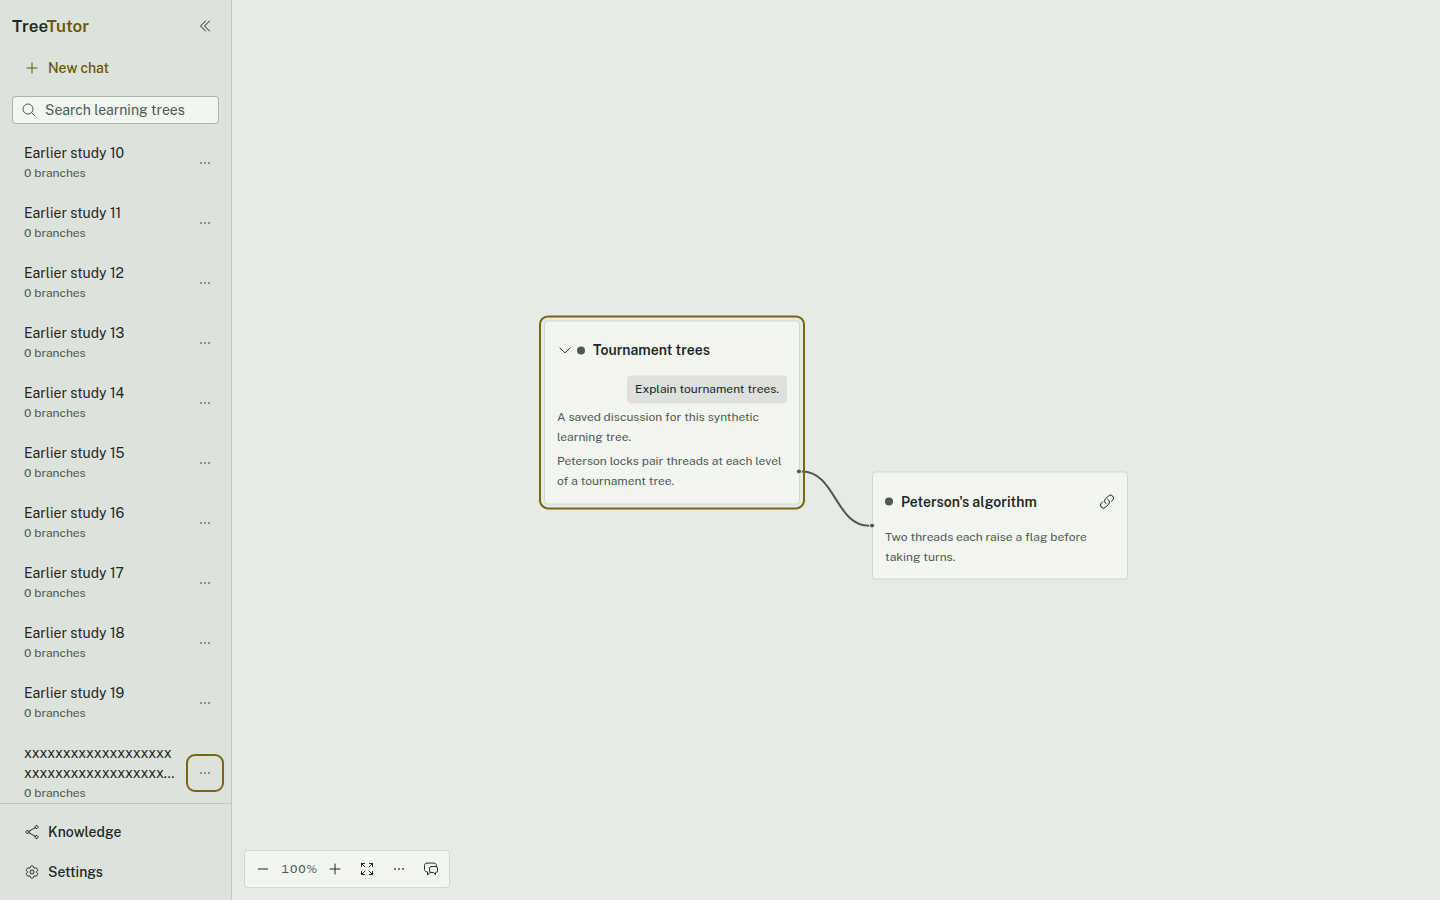 TreeTutor
New chat
Search learning trees
Earlier study 10
0 branches
Earlier study 11
0 branches
Earlier study 12
0 branches
Earlier study 13
0 branches
Earlier study 14
0 branches
Earlier study 15
0 branches
Earlier study 16
0 branches
Earlier study 17
0 branches
Earlier study 18
0 branches
Earlier study 19
0 branches
xxxxxxxxxxxxxxxxxxx
xxxxxxxxxxxxxxxxxx...
0 branches
Knowledge
Settings
Tournament trees
Explain tournament trees.
A saved discussion for this synthetic
learning tree.
Peterson locks pair threads at each level
of a tournament tree.
Peterson's algorithm
Two threads each raise a flag before
taking turns.
100%